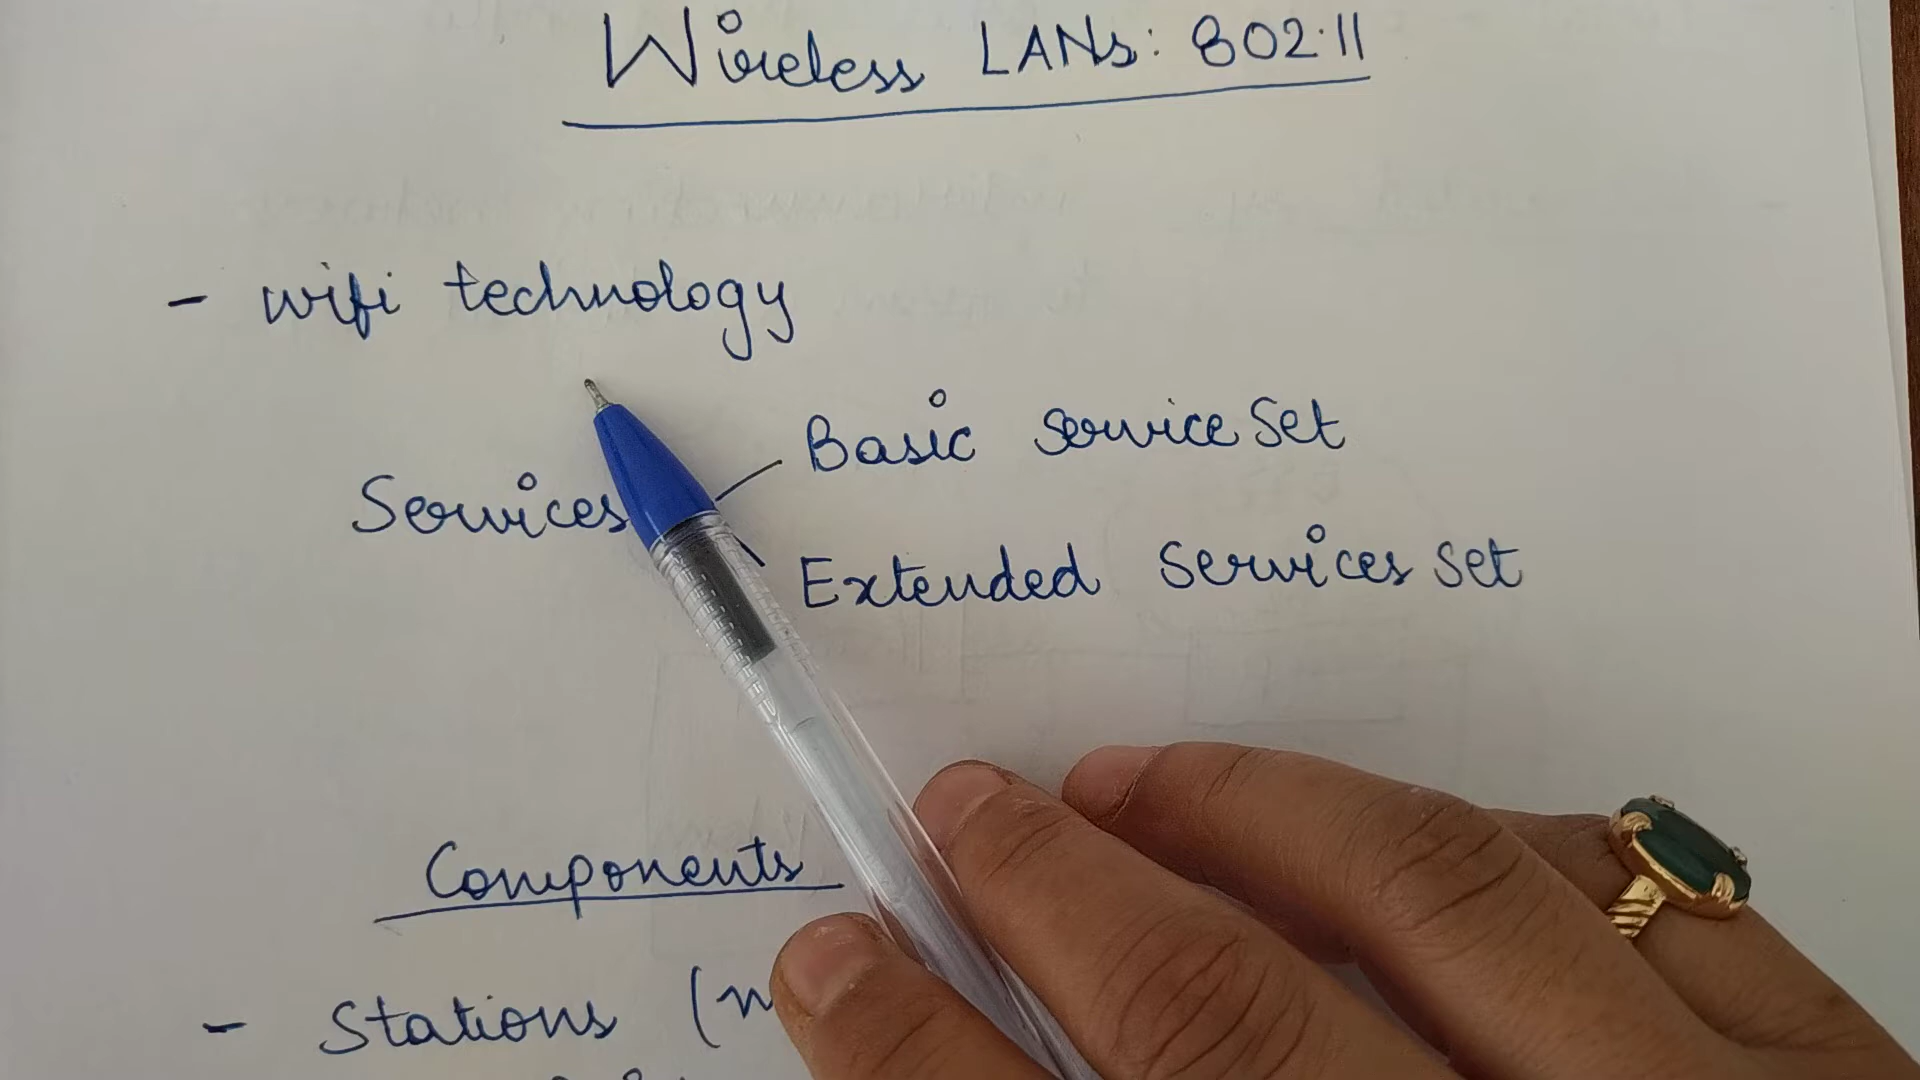 Wireless LANs: 802.11
- wifi technology
Basic Service Set
Services
Extended Services Set
Components
- Stations (